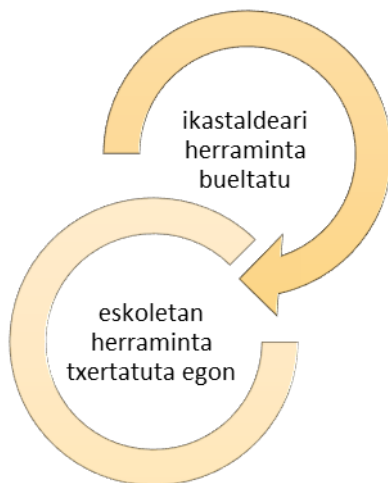 ikastaldeari
herraminta
bueltatu
eskoletan
herraminta
txertatuta egon